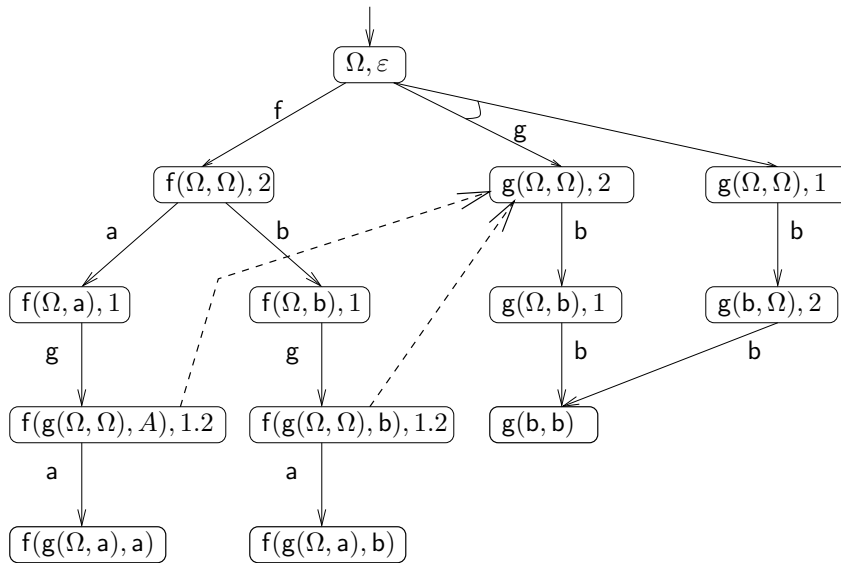 Ω, ε
f
g
f(Ω, Ω), 2
g(Ω, Ω), 2
g(Ω, Ω), 1
a
b
b
b
f(Ω, a), 1
f(Ω, b), 1
g(Ω, b), 1
g(b, Ω), 2
g
g
b
b
f(g(Ω, Ω), A), 1.2
f(g(Ω, Ω), b), 1.2
g(b, b)
a
a
f(g(Ω, a), a)
f(g(Ω, a), b)